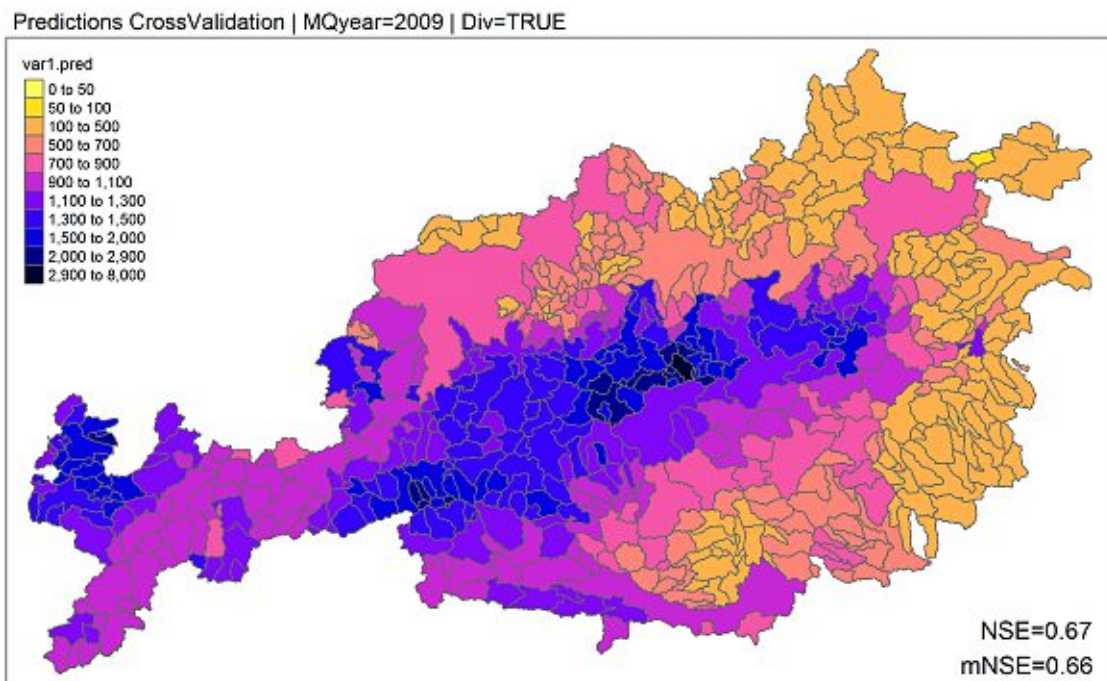 Predictions CrossValidation | MQyear=2009 | Div=TRUE
var1.pred
0 to 50
50 to 100
100 to 500
500 to 700
700 to 900
900 to 1,100
1,100 to 1,300
1,300 to 1,500
1,500 to 2,000
2,000 to 2,900
2,900 to 8,000
NSE=0.67
mNSE=0.66